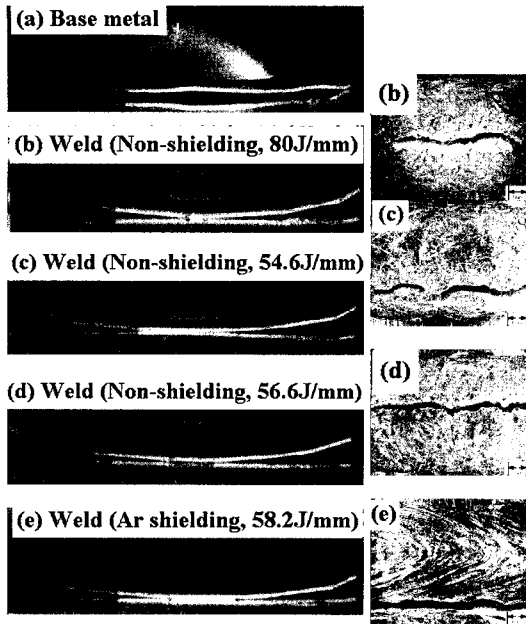 (a) Base metal
(b) Weld (Non-shielding, 80J/mm)
(b)
(c) Weld (Non-shielding, 54.6J/mm)
(c)
(d) Weld (Non-shielding, 56.6J/mm)
(d)
(e) Weld (Ar shielding, 58.2J/mm)
(e)